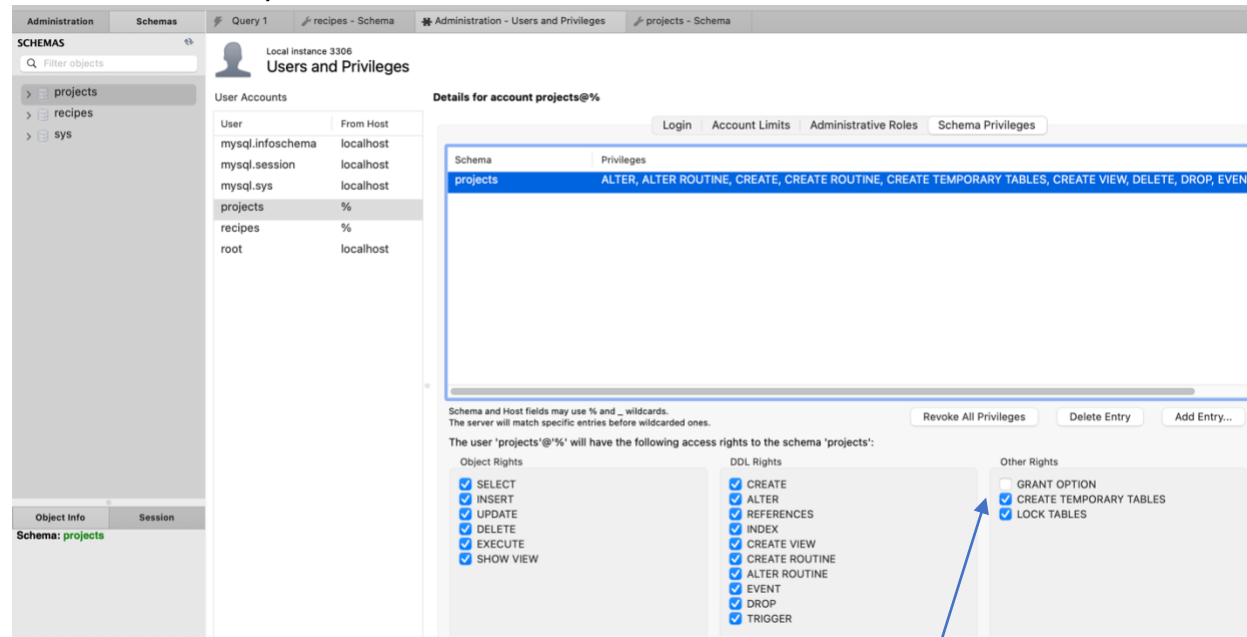 Administration Schemas Query 1 recipes - Schema Administration - Users and Privileges projects - Schema
SCHEMAS
Filter objects
projects
recipes
sys
Local instance 3306
Users and Privileges
User Accounts
User From Host
mysql.infoschema localhost
mysql.session localhost
mysql.sys localhost
projects %
recipes %
root localhost
Details for account projects@%
Login Account Limits Administrative Roles Schema Privileges
Schema Privileges
projects ALTER, ALTER ROUTINE, CREATE, CREATE ROUTINE, CREATE TEMPORARY TABLES, CREATE VIEW, DELETE, DROP, EVEN
Schema and Host fields may use % and _ wildcards.
The server will match specific entries before wildcarded ones.
Revoke All Privileges Delete Entry Add Entry...
The user 'projects'@'%' will have the following access rights to the schema 'projects':
Object Rights
SELECT
INSERT
UPDATE
DELETE
EXECUTE
SHOW VIEW
DDL Rights
CREATE
ALTER
REFERENCES
INDEX
CREATE VIEW
CREATE ROUTINE
ALTER ROUTINE
EVENT
DROP
TRIGGER
Other Rights
GRANT OPTION
CREATE TEMPORARY TABLES
LOCK TABLES
Object Info Session
Schema: projects